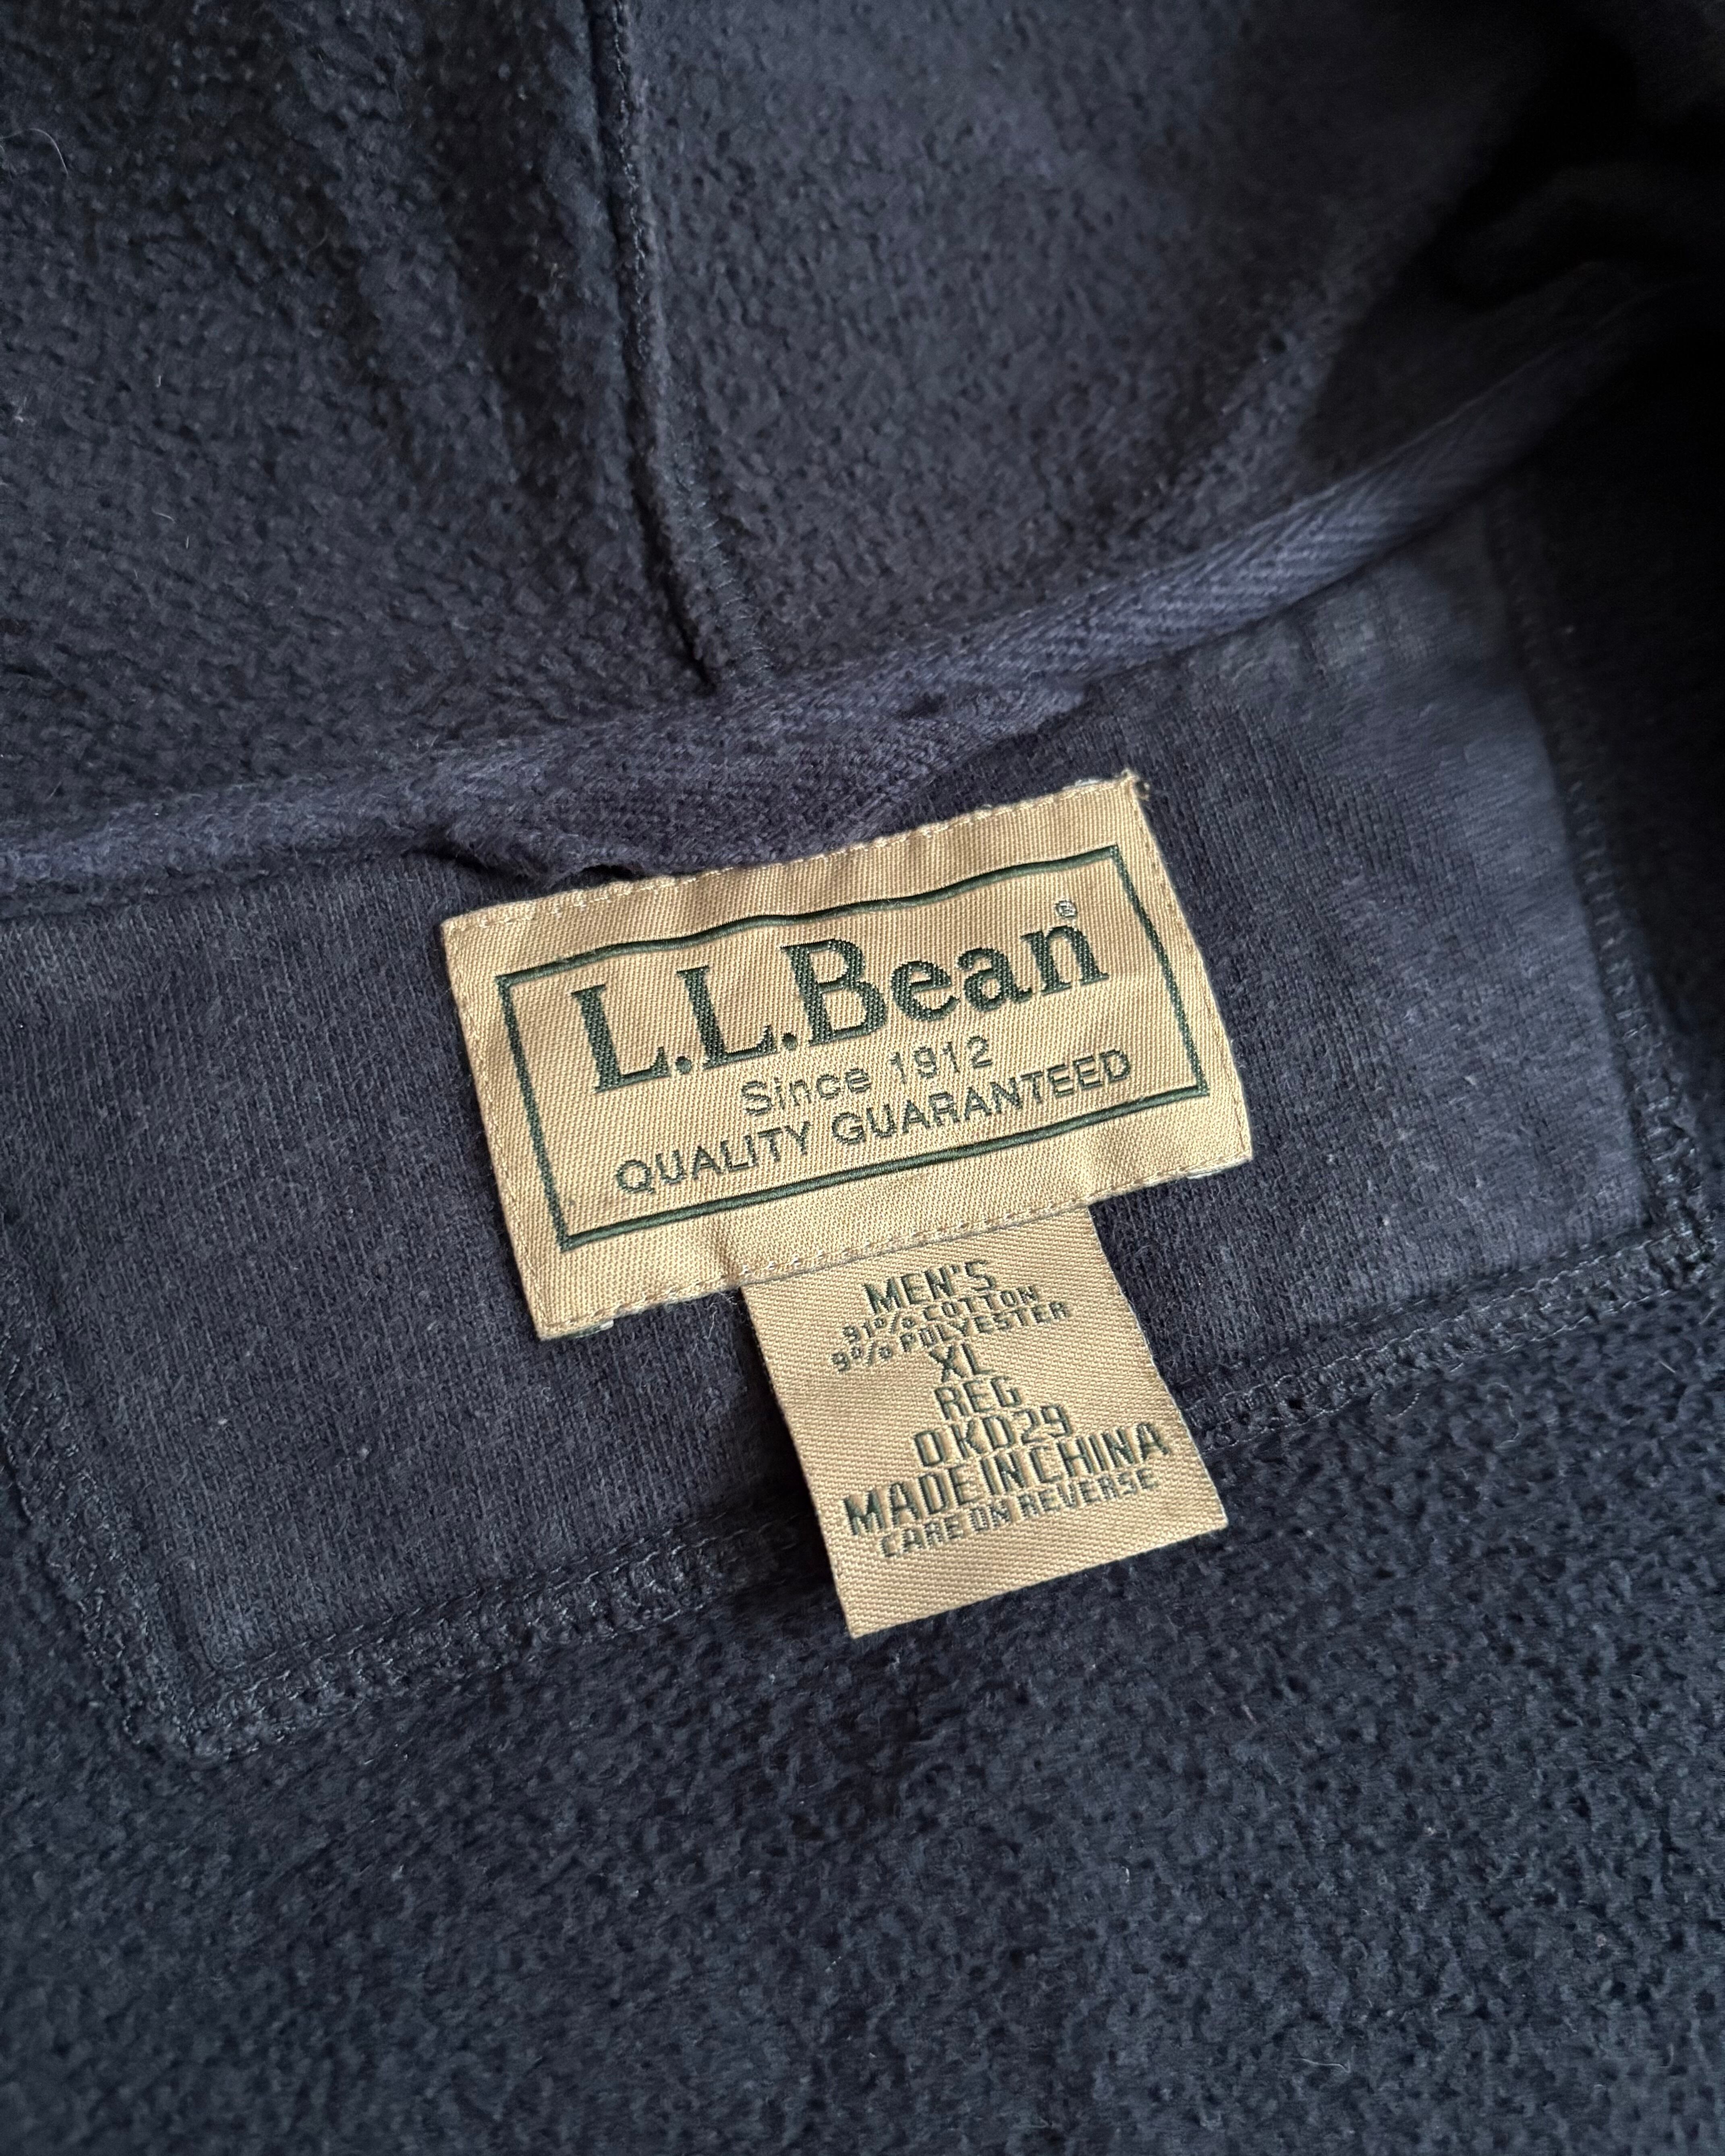 L.L.Bean®
Since 1912
QUALITY GUARANTEED
MEN'S
91% COTTON
9% POLYESTER
XL
REG
0KD29
MADE IN CHINA
CARE ON REVERSE